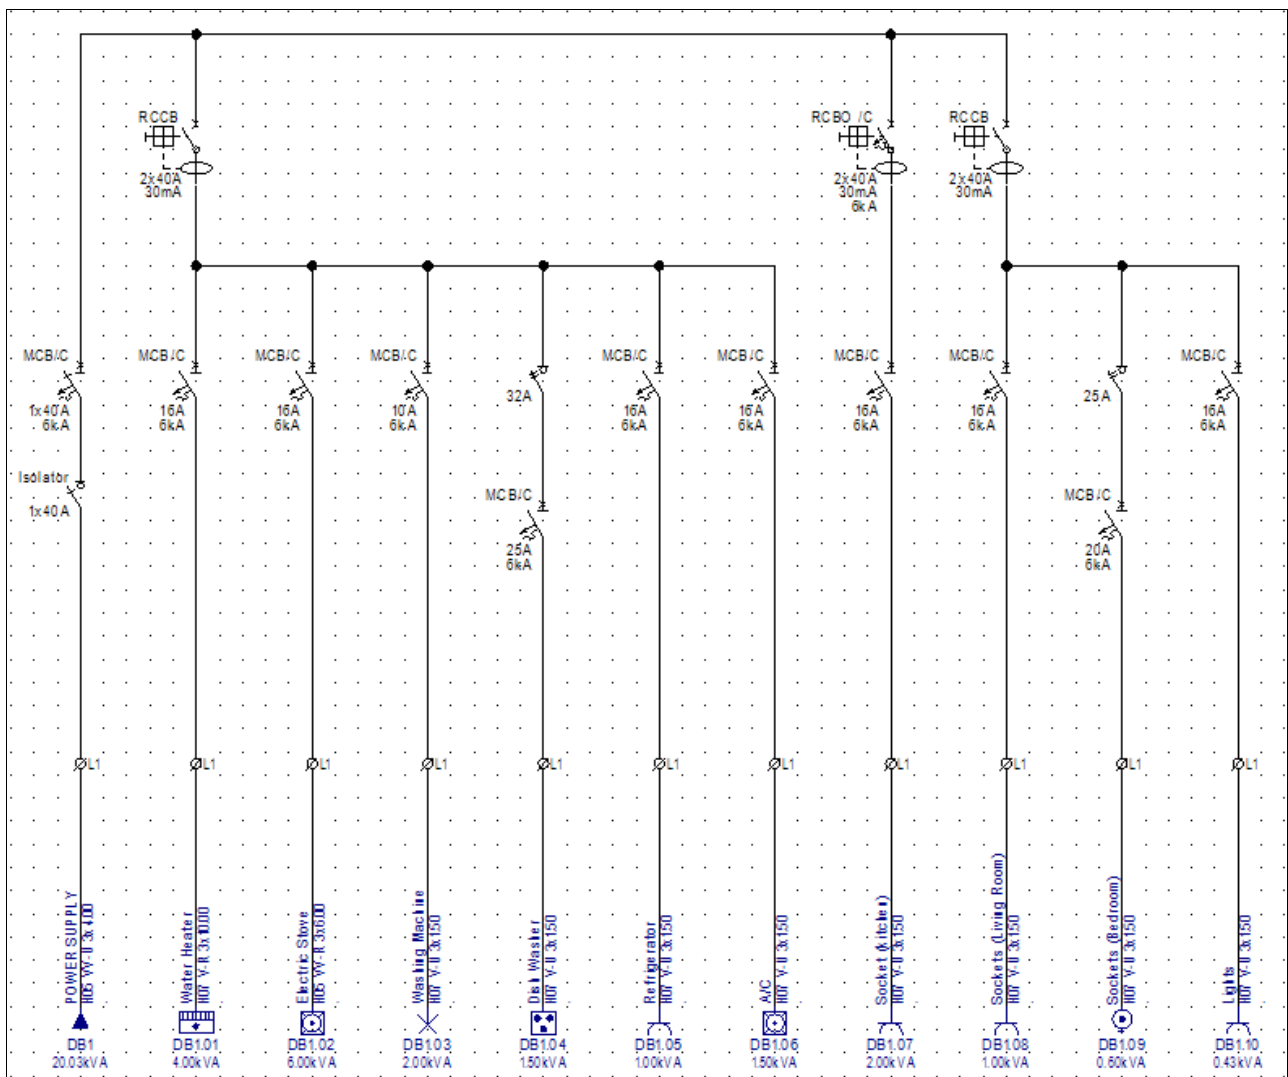 RCCB
2x40A
30mA
RCBO /C
2x40A
30mA
6kA
RCCB
2x40A
30mA
MCB/C
1x40A
6kA
Isolator
1x40A
MCB/C
16A
6kA
MCB/C
16A
6kA
MCB/C
10A
6kA
32A
MCB/C
25A
6kA
MCB/C
16A
6kA
MCB/C
16A
6kA
MCB/C
16A
6kA
MCB/C
16A
6kA
25A
MCB/C
20A
6kA
MCB/C
16A
6kA
L1
L1
L1
L1
L1
L1
L1
L1
L1
L1
L1
POWER SUPPLY
H05 VV-U 3x4.00
DB1
20.03kVA
Water Heater
H07 V-R 3x10.00
DB1.01
4.00kVA
Electric Stove
H05 VV-R 3x6.00
DB1.02
6.00kVA
Washing Machine
H07 V-U 3x1.50
DB1.03
2.00kVA
Dish Washer
H07 V-U 3x1.50
DB1.04
1.50kVA
Refrigerator
H07 V-U 3x1.50
DB1.05
1.00kVA
A/C
H07 V-U 3x1.50
DB1.06
1.50kVA
Socket (kitchen)
H07 V-U 3x1.50
DB1.07
2.00kVA
Sockets (Living Room)
H07 V-U 3x1.50
DB1.08
1.00kVA
Sockets (Bedroom)
H07 V-U 3x1.50
DB1.09
0.60kVA
Lights
H07 V-U 3x1.50
DB1.10
0.43kVA